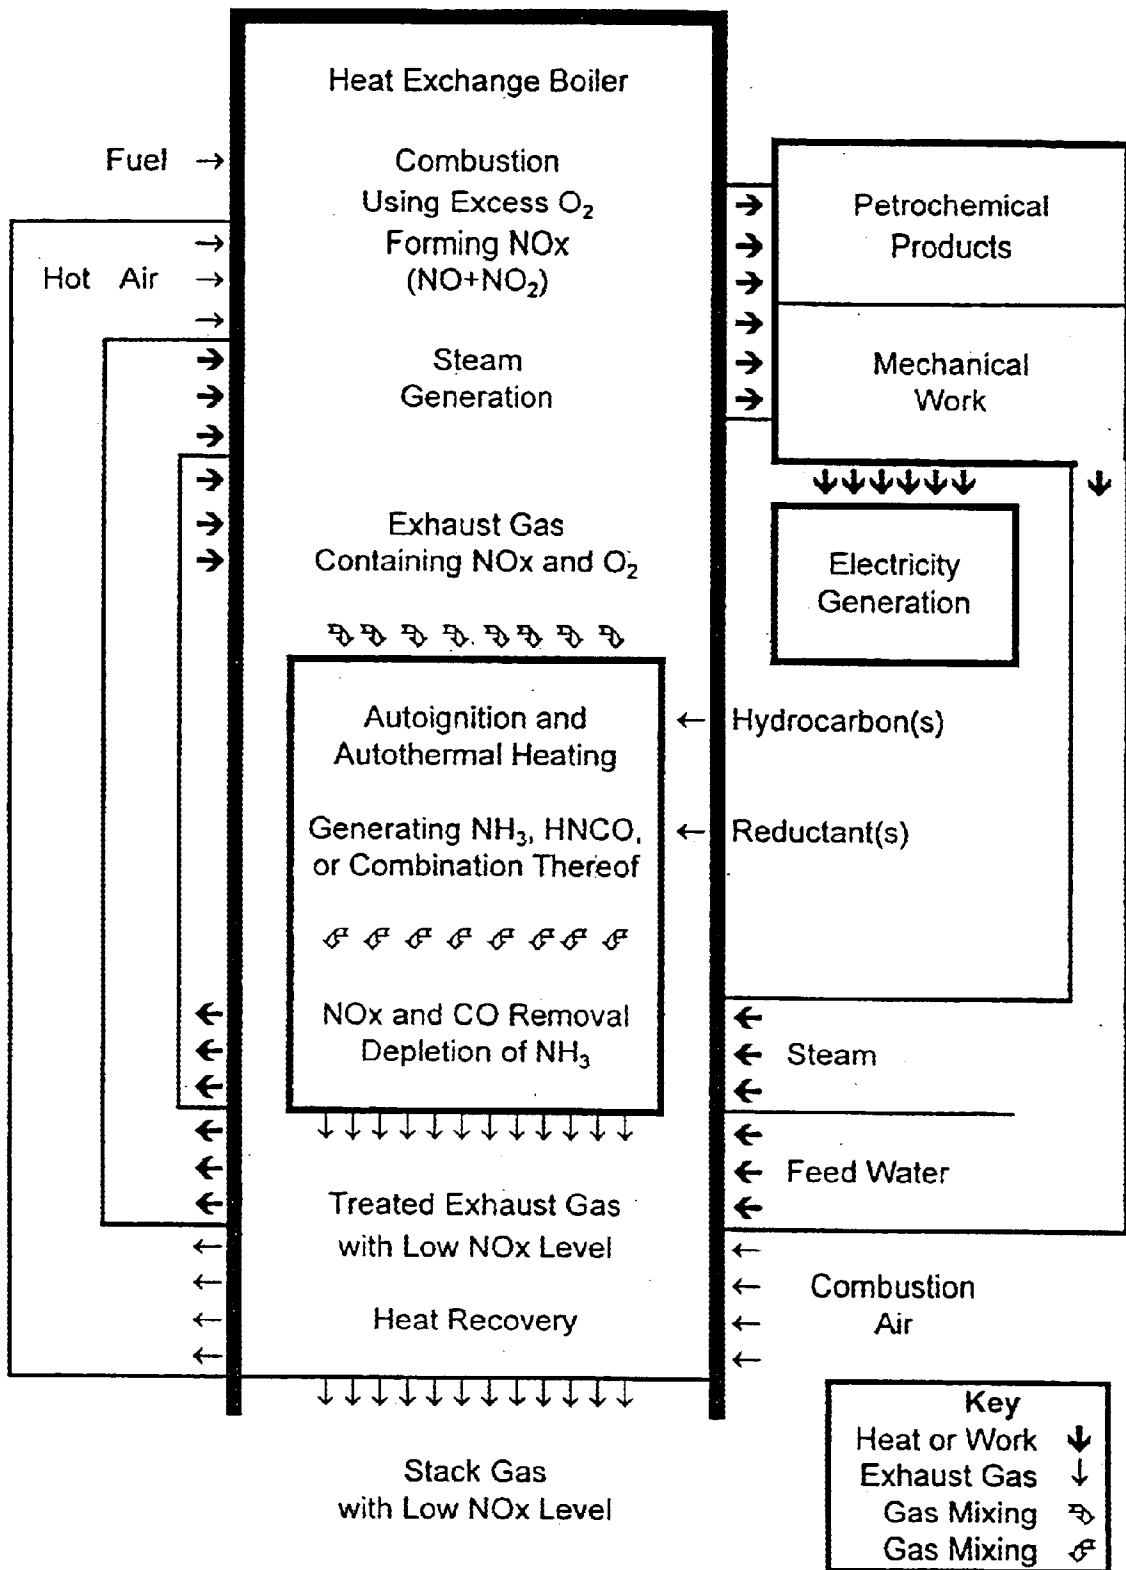 Heat Exchange Boiler
Fuel →
Combustion
Using Excess O₂
Forming NOx
(NO+NO₂)
Hot Air
Steam
Generation
Exhaust Gas
Containing NOx and O₂
Petrochemical
Products
Mechanical
Work
Electricity
Generation
Autoignition and
Autothermal Heating
← Hydrocarbon(s)
Generating NH₃, HNCO,
or Combination Thereof
← Reductant(s)
NOx and CO Removal
Depletion of NH₃
Steam
Feed Water
Treated Exhaust Gas
with Low NOx Level
Heat Recovery
Combustion
Air
Stack Gas
with Low NOx Level
Key
Heat or Work
Exhaust Gas ↓
Gas Mixing
Gas Mixing